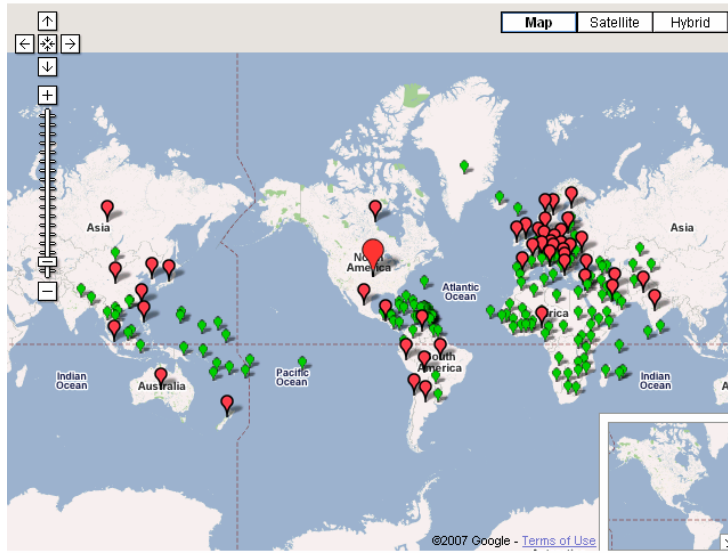 Map Satellite Hybrid
Asia
North
America
Asia
Atlantic
Ocean
Indian
Ocean
Australia
Pacific
Ocean
South
America
Indian
Ocean
©2007 Google - Terms of Use